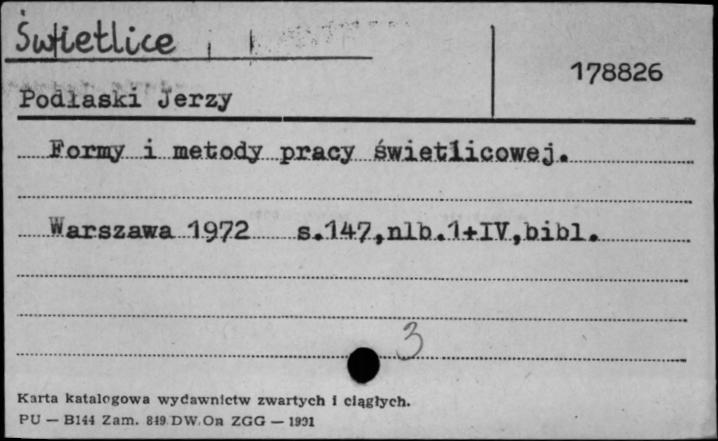 Świetlice
178826
Podlaski Jerzy
Formy i metody pracy świetlicowej.
Warszawa 1972 s.147,nlb.1+IV,bibl.
3
Karta katalogowa wydawnictw zwartych i ciągłych.
PU — B144 Zam. 849 DW.On ZGG — 1991